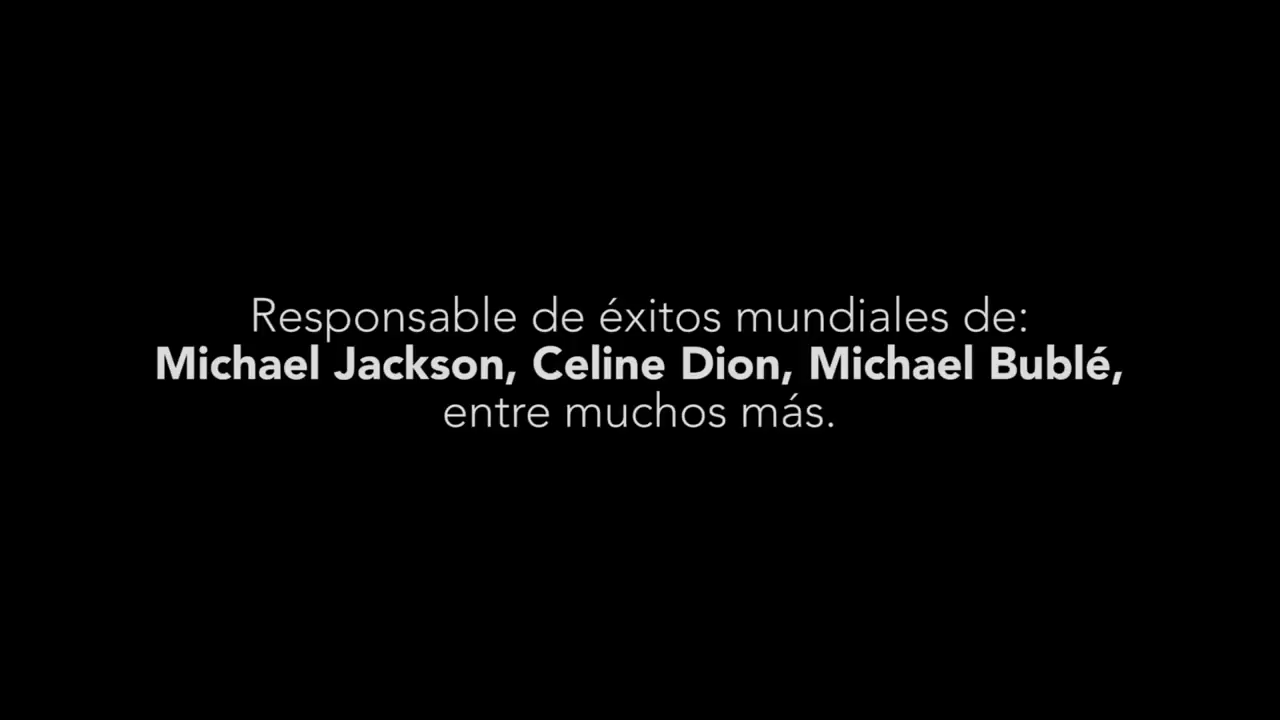 Responsable de éxitos mundiales de:
Michael Jackson, Celine Dion, Michael Bublé,
entre muchos más.